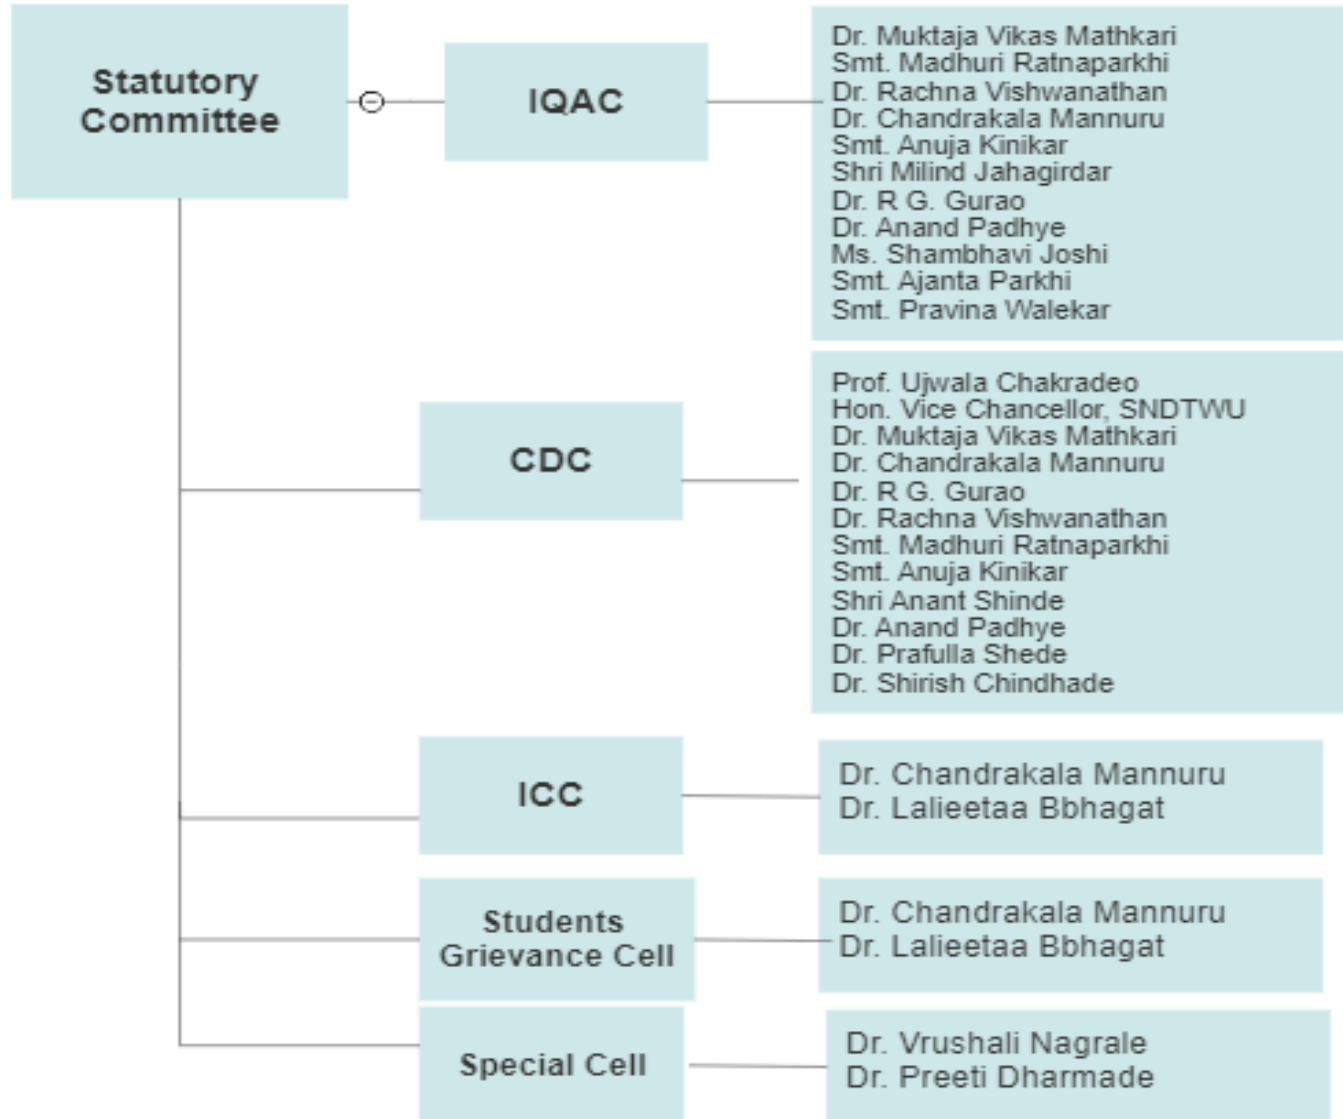 Statutory
Committee
IQAC
Dr. Muktaja Vikas Mathkari
Smt. Madhuri Ratnaparkhi
Dr. Rachna Vishwanathan
Dr. Chandrakala Mannuru
Smt. Anuja Kinikar
Shri Milind Jahagirdar
Dr. R G. Gurao
Dr. Anand Padhye
Ms. Shambhavi Joshi
Smt. Ajanta Parkhi
Smt. Pravina Walekar
CDC
Prof. Ujwala Chakradeo
Hon. Vice Chancellor, SNDTWU
Dr. Muktaja Vikas Mathkari
Dr. Chandrakala Mannuru
Dr. R G. Gurao
Dr. Rachna Vishwanathan
Smt. Madhuri Ratnaparkhi
Smt. Anuja Kinikar
Shri Anant Shinde
Dr. Anand Padhye
Dr. Prafulla Shede
Dr. Shirish Chindhade
ICC
Dr. Chandrakala Mannuru
Dr. Lalieetaa Bbhagat
Students
Grievance Cell
Dr. Chandrakala Mannuru
Dr. Lalieetaa Bbhagat
Special Cell
Dr. Vrushali Nagrale
Dr. Preeti Dharmade